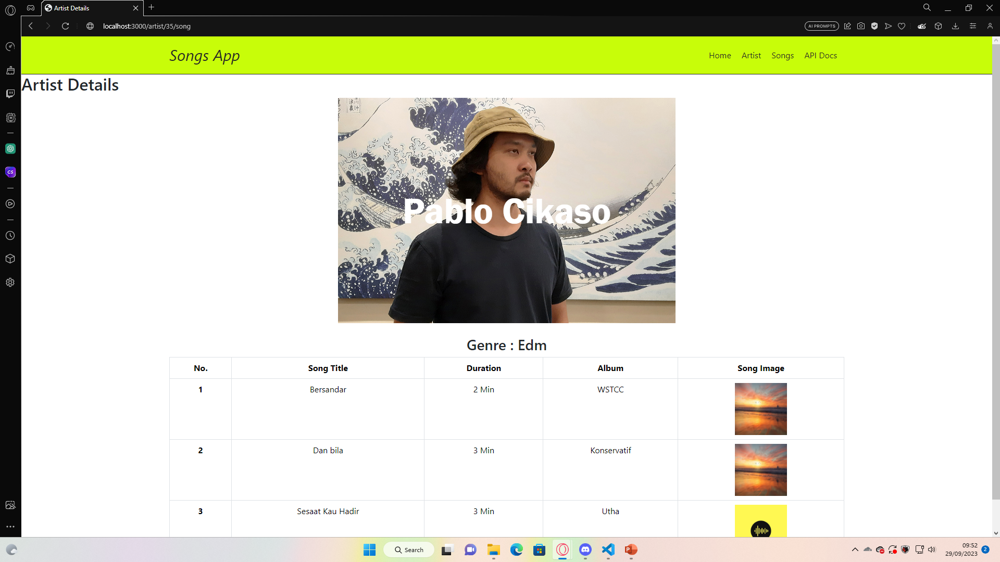 Artist Details
localhost:3000/artist/35/song
AI PROMPTS
Songs App
Home Artist Songs API Docs
Artist Details
Pablo Cikaso
Genre : Edm
No. Song Title Duration Album Song Image
1 Bersandar 2 Min WSTCC
2 Dan bila 3 Min Konservatif
3 Sesaat Kau Hadir 3 Min Utha
CS
Search
09:52
29/09/2023
2